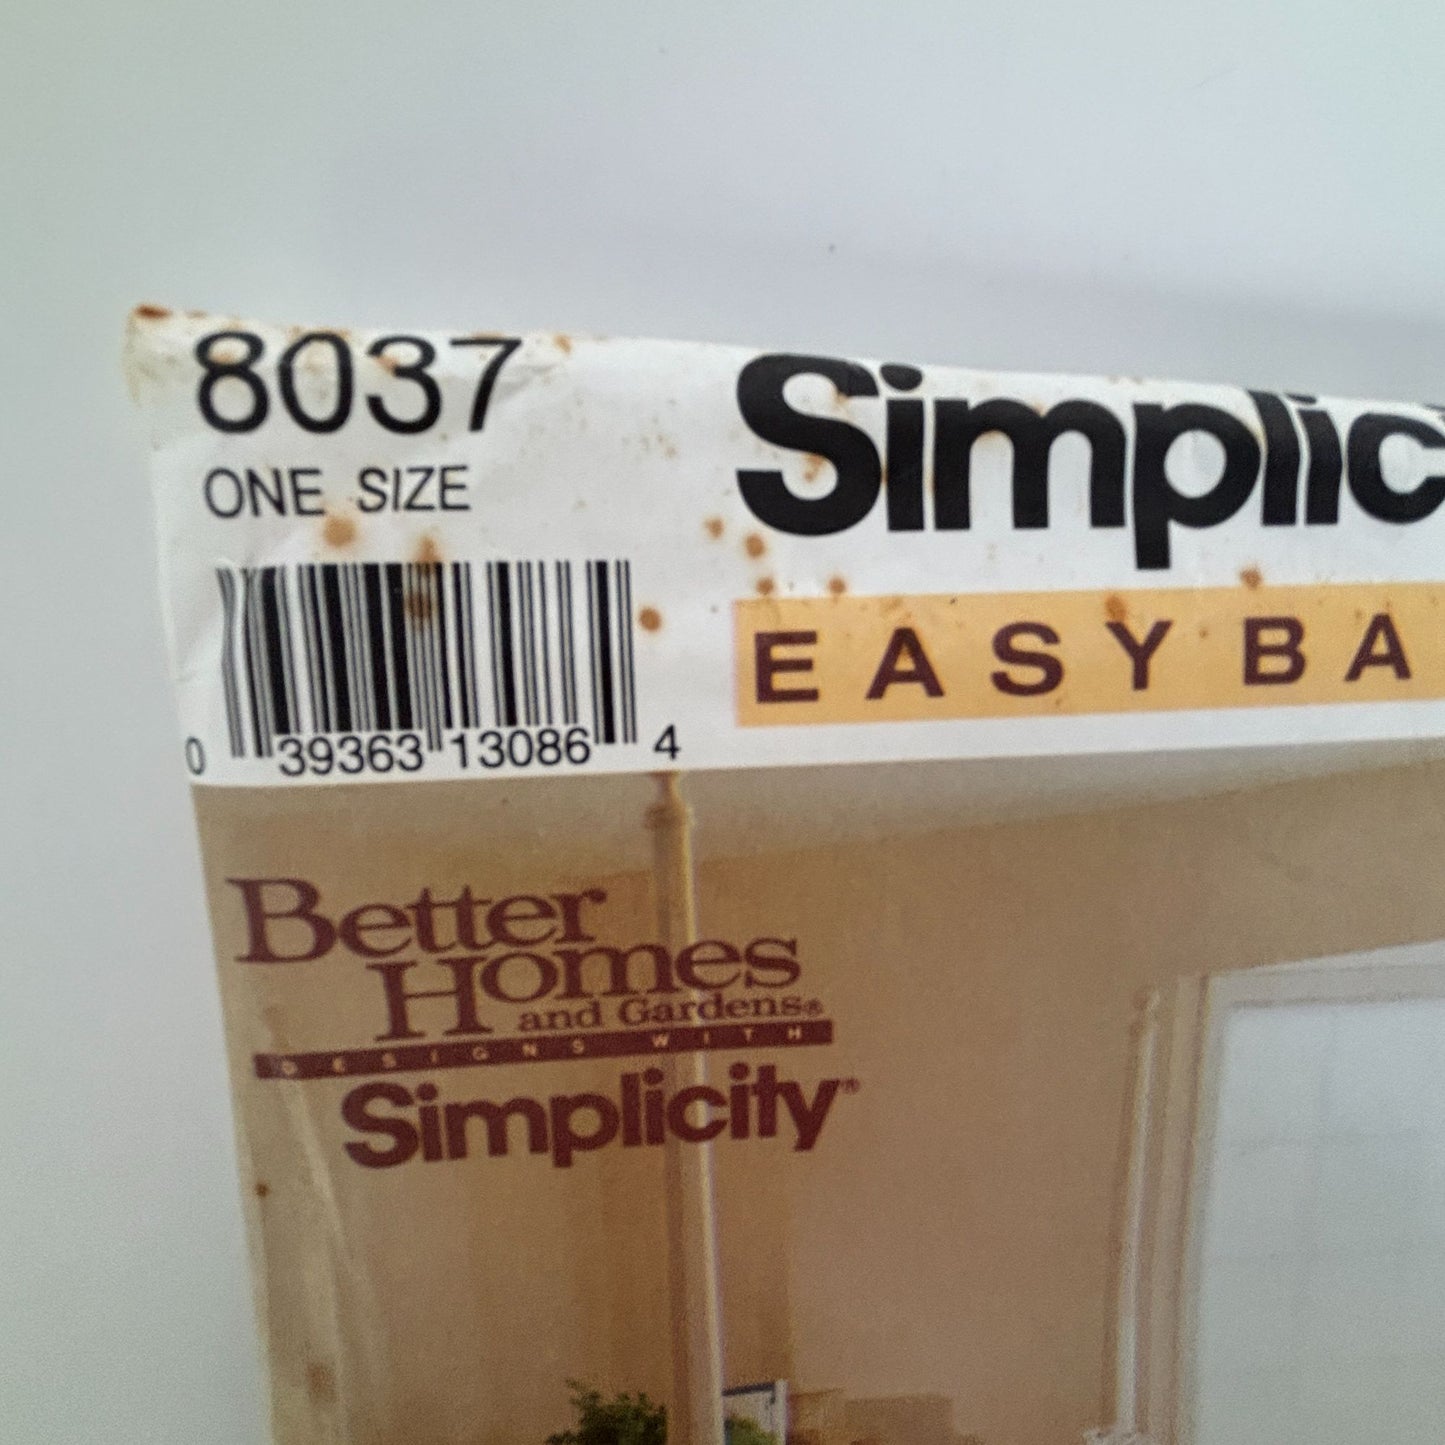 8037
ONE SIZE
Simplic
EASY BA
0 39363 13086 4
Better
Homes
and Gardens®
DESIGNS WITH
Simplicity®